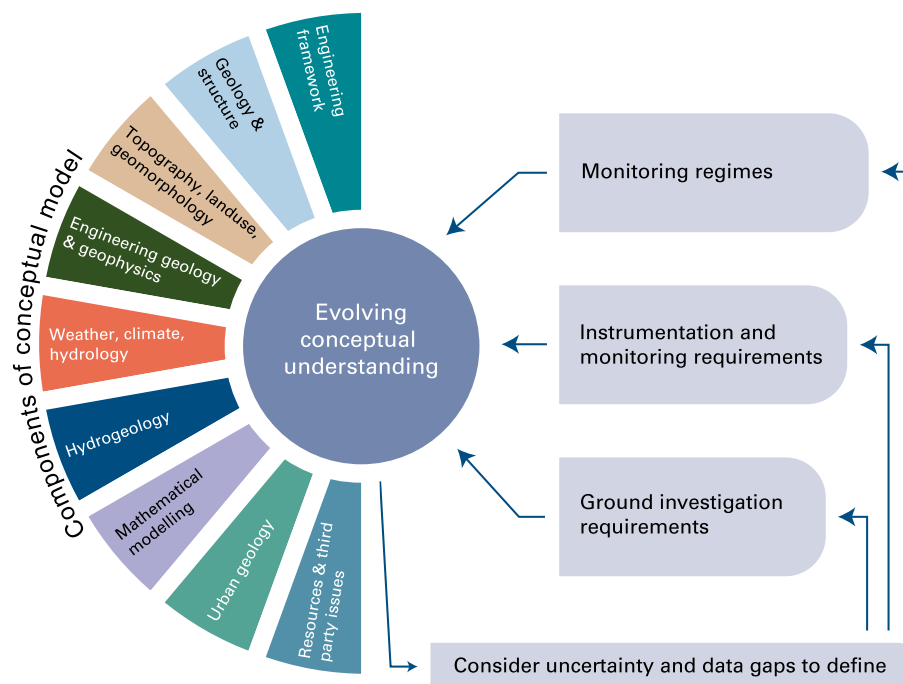 Components of conceptual model
Engineering
framework
Geology &
structure
Topography, landuse,
geomorphology
Engineering geology
& geophysics
Weather, climate,
hydrology
Hydrogeology
Mathematical
modelling
Urban geology
Resources & third
party issues
Evolving
conceptual
understanding
Monitoring regimes
Instrumentation and
monitoring requirements
Ground investigation
requirements
Consider uncertainty and data gaps to define